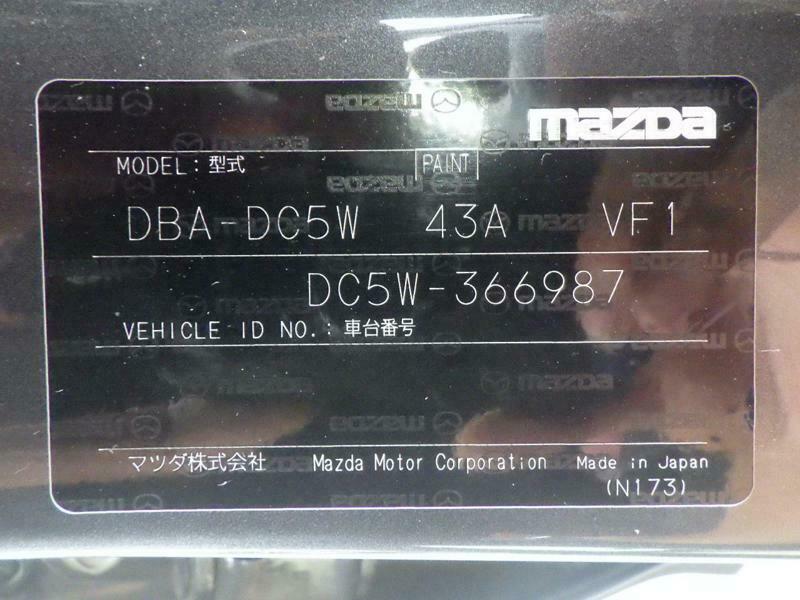 mazda
MODEL：型式 PAINT
DBA-DC5W 43A VF1
DC5W-366987
VEHICLE ID NO.：車台番号
マツダ株式会社 Mazda Motor Corporation Made in Japan
(N173)